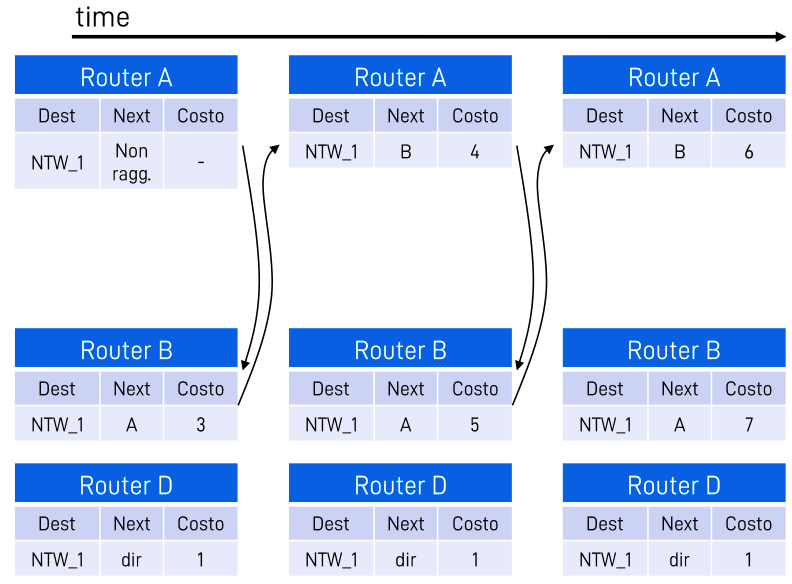 time
Router A Router A Router A
Dest Next Costo Dest Next Costo Dest Next Costo
NTW_1 Non ragg. - NTW_1 B 4 NTW_1 B 6
Router B Router B Router B
Dest Next Costo Dest Next Costo Dest Next Costo
NTW_1 A 3 NTW_1 A 5 NTW_1 A 7
Router D Router D Router D
Dest Next Costo Dest Next Costo Dest Next Costo
NTW_1 dir 1 NTW_1 dir 1 NTW_1 dir 1